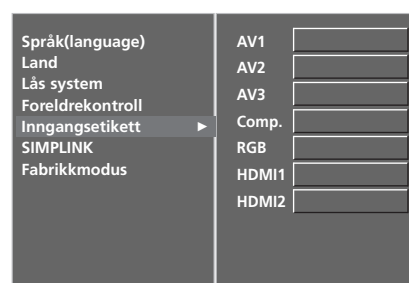 Språk(language)
Land
Lås system
Foreldrekontroll
Inngangsetikett ►
SIMPLINK
Fabrikkmodus
AV1
AV2
AV3
Comp.
RGB
HDMI1
HDMI2